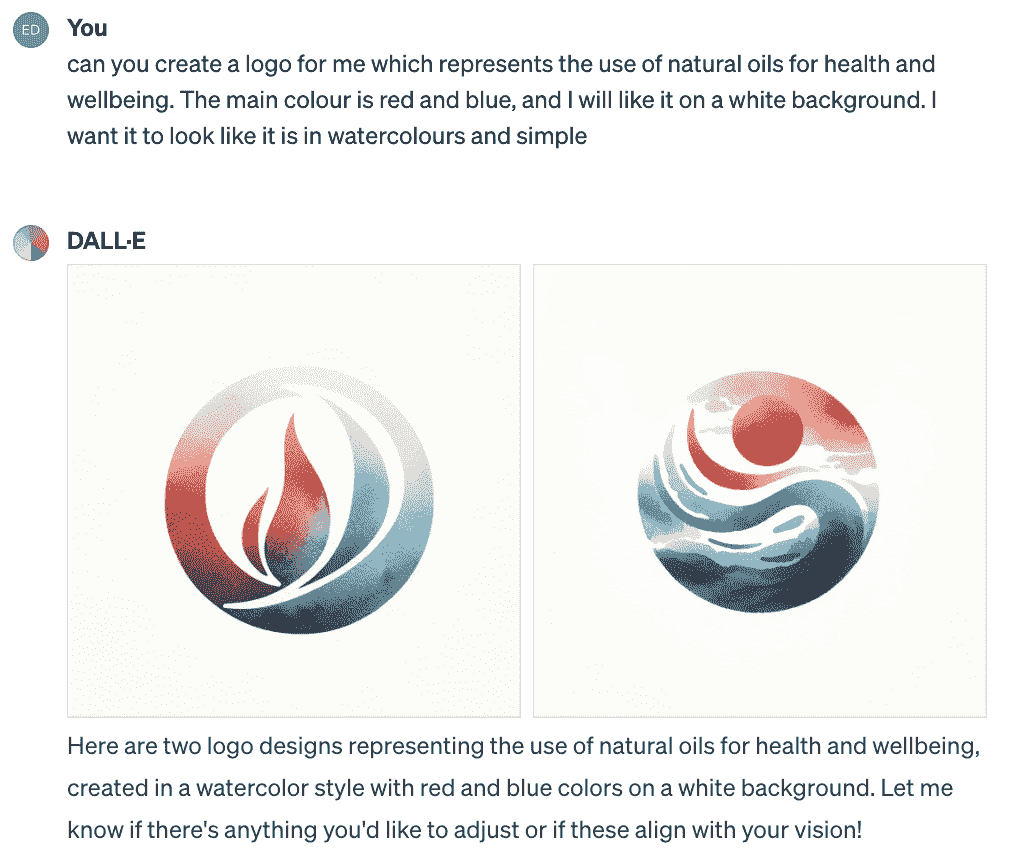 ED
You
can you create a logo for me which represents the use of natural oils for health and
wellbeing. The main colour is red and blue, and I will like it on a white background. I
want it to look like it is in watercolours and simple
DALL·E
Here are two logo designs representing the use of natural oils for health and wellbeing,
created in a watercolor style with red and blue colors on a white background. Let me
know if there's anything you'd like to adjust or if these align with your vision!